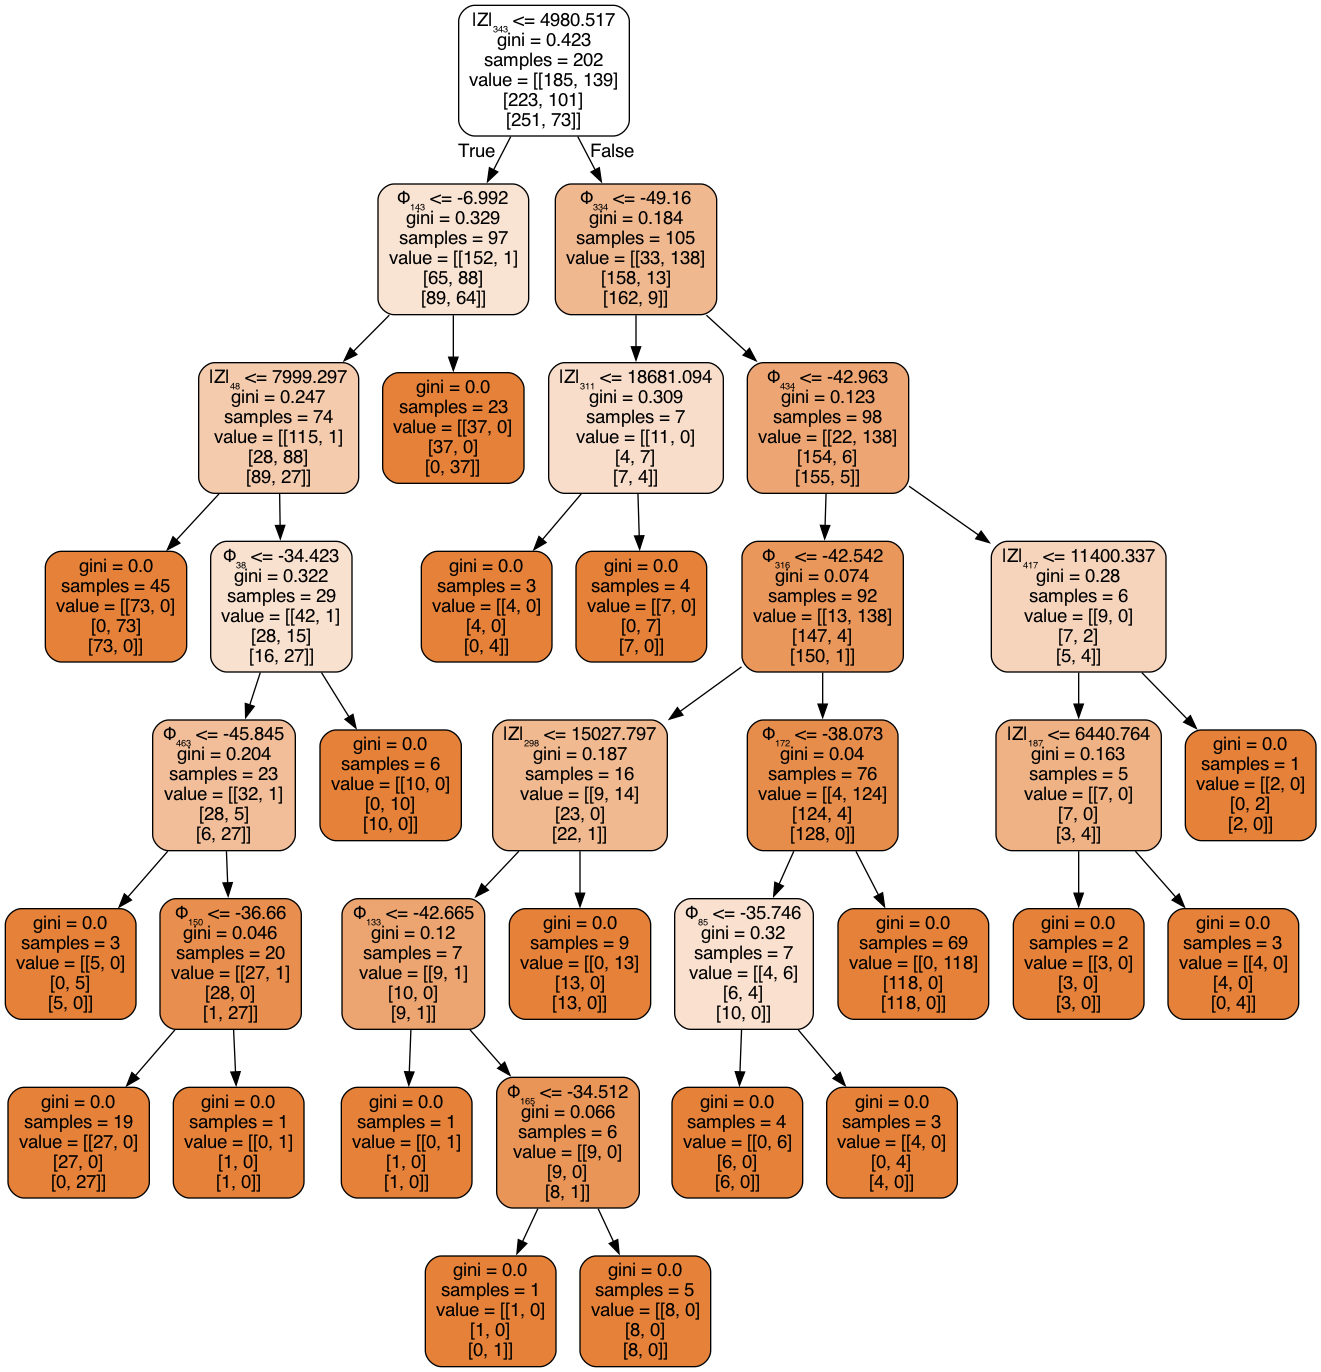 |Z|₃₄₃ <= 4980.517
gini = 0.423
samples = 202
value = [[185, 139]
[223, 101]
[251, 73]]
True
False
Φ₁₄₃ <= -6.992
gini = 0.329
samples = 97
value = [[152, 1]
[65, 88]
[89, 64]]
Φ₃₃₄ <= -49.16
gini = 0.184
samples = 105
value = [[33, 138]
[158, 13]
[162, 9]]
|Z|₄₈ <= 7999.297
gini = 0.247
samples = 74
value = [[115, 1]
[28, 88]
[89, 27]]
gini = 0.0
samples = 23
value = [[37, 0]
[37, 0]
[0, 37]]
|Z|₃₁₁ <= 18681.094
gini = 0.309
samples = 7
value = [[11, 0]
[4, 7]
[7, 4]]
Φ₄₃₄ <= -42.963
gini = 0.123
samples = 98
value = [[22, 138]
[154, 6]
[155, 5]]
gini = 0.0
samples = 45
value = [[73, 0]
[0, 73]
[73, 0]]
Φ₃₈ <= -34.423
gini = 0.322
samples = 29
value = [[42, 1]
[28, 15]
[16, 27]]
gini = 0.0
samples = 3
value = [[4, 0]
[4, 0]
[0, 4]]
gini = 0.0
samples = 4
value = [[7, 0]
[0, 7]
[7, 0]]
Φ₃₁₆ <= -42.542
gini = 0.074
samples = 92
value = [[13, 138]
[147, 4]
[150, 1]]
|Z|₄₁₇ <= 11400.337
gini = 0.28
samples = 6
value = [[9, 0]
[7, 2]
[5, 4]]
Φ₄₆₃ <= -45.845
gini = 0.204
samples = 23
value = [[32, 1]
[28, 5]
[6, 27]]
gini = 0.0
samples = 6
value = [[10, 0]
[0, 10]
[10, 0]]
|Z|₂₉₈ <= 15027.797
gini = 0.187
samples = 16
value = [[9, 14]
[23, 0]
[22, 1]]
Φ₁₇₂ <= -38.073
gini = 0.04
samples = 76
value = [[4, 124]
[124, 4]
[128, 0]]
|Z|₁₈₇ <= 6440.764
gini = 0.163
samples = 5
value = [[7, 0]
[7, 0]
[3, 4]]
gini = 0.0
samples = 1
value = [[2, 0]
[0, 2]
[2, 0]]
gini = 0.0
samples = 3
value = [[5, 0]
[0, 5]
[5, 0]]
Φ₁₅₀ <= -36.66
gini = 0.046
samples = 20
value = [[27, 1]
[28, 0]
[1, 27]]
Φ₁₃₃ <= -42.665
gini = 0.12
samples = 7
value = [[9, 1]
[10, 0]
[9, 1]]
gini = 0.0
samples = 9
value = [[0, 13]
[13, 0]
[13, 0]]
Φ₈₅ <= -35.746
gini = 0.32
samples = 7
value = [[4, 6]
[6, 4]
[10, 0]]
gini = 0.0
samples = 69
value = [[0, 118]
[118, 0]
[118, 0]]
gini = 0.0
samples = 2
value = [[3, 0]
[3, 0]
[3, 0]]
gini = 0.0
samples = 3
value = [[4, 0]
[4, 0]
[0, 4]]
gini = 0.0
samples = 19
value = [[27, 0]
[27, 0]
[0, 27]]
gini = 0.0
samples = 1
value = [[0, 1]
[1, 0]
[1, 0]]
gini = 0.0
samples = 1
value = [[0, 1]
[1, 0]
[1, 0]]
Φ₁₆₅ <= -34.512
gini = 0.066
samples = 6
value = [[9, 0]
[9, 0]
[8, 1]]
gini = 0.0
samples = 4
value = [[0, 6]
[6, 0]
[6, 0]]
gini = 0.0
samples = 3
value = [[4, 0]
[0, 4]
[4, 0]]
gini = 0.0
samples = 1
value = [[1, 0]
[1, 0]
[0, 1]]
gini = 0.0
samples = 5
value = [[8, 0]
[8, 0]
[8, 0]]